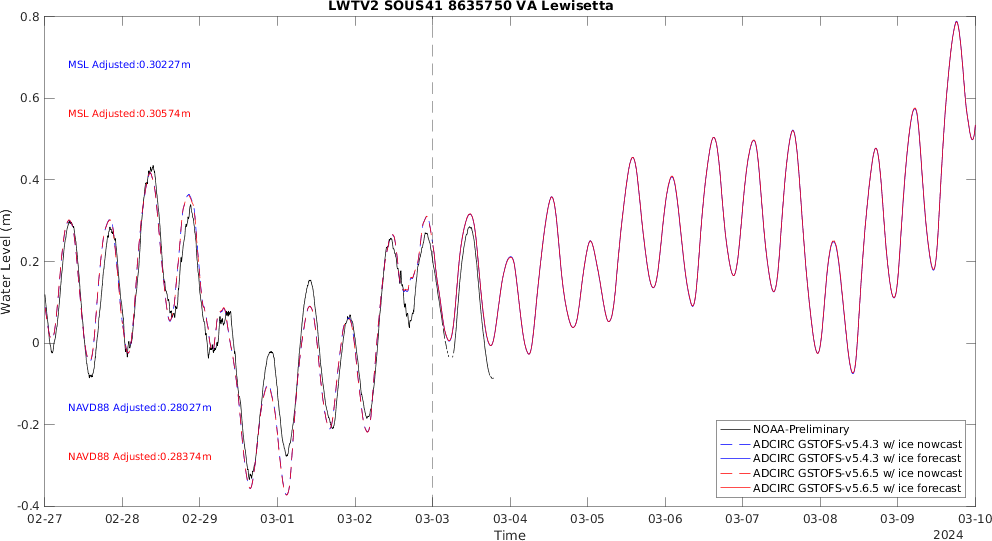 LWTV2 SOUS41 8635750 VA Lewisetta
0.8
0.6
0.4
0.2
0
-0.2
-0.4
Water Level (m)
MSL Adjusted:0.30227m
MSL Adjusted:0.30574m
NAVD88 Adjusted:0.28027m
NAVD88 Adjusted:0.28374m
NOAA-Preliminary
ADCIRC GSTOFS-v5.4.3 w/ ice nowcast
ADCIRC GSTOFS-v5.4.3 w/ ice forecast
ADCIRC GSTOFS-v5.6.5 w/ ice nowcast
ADCIRC GSTOFS-v5.6.5 w/ ice forecast
02-27 02-28 02-29 03-01 03-02 03-03 03-04 03-05 03-06 03-07 03-08 03-09 03-10
Time
2024